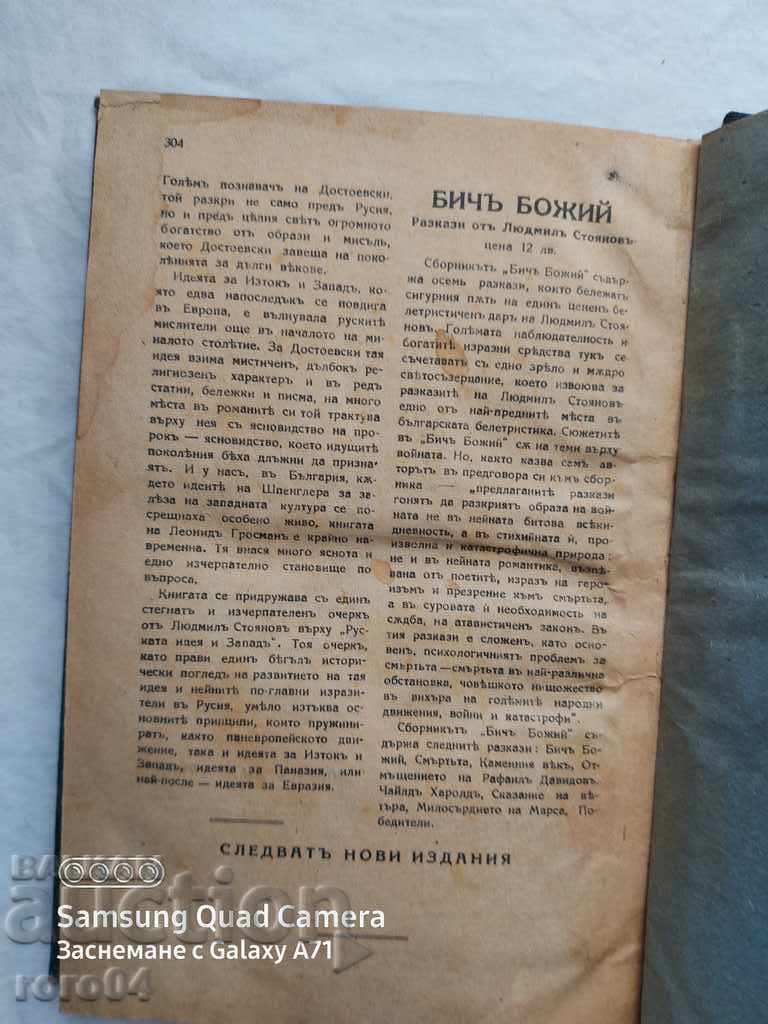 304
Голѣмъ познавачъ на Достоевски,
той разкри не само предъ Русия,
но и предъ цѣлия свѣтъ огромното
богатство отъ образи и мисъль,
което Достоевски завеща на поко-
лѣнията за дълги вѣкове.
Идеята за Изтокъ и Западъ, ко-
ято едва напоследъкъ се повдига
въ Европа, е вълнувала рускитѣ
мислители още въ началото на ми-
налото столѣтие. За Достоевски тая
идея взима мистиченъ, дълбокъ ре-
лигиозенъ характеръ и въ редъ
статии, бележки и писма, на много
мѣста въ романитѣ си той трактува
върху нея съ ясновидство на про-
рокъ — ясновидство, което идущитѣ
поколѣния бѣха длъжни да призна-
ятъ. И у насъ, въ България, кѫ-
дето идентѣ на Шпенглера за за-
лѣза на западната култура се по-
срещнаха особено живо, книгата
на Леонидъ Гросманъ е крайно на-
временна. Тя внася много яснота и
едно изчерпателно становище по
въпроса.
Книгата се придружава съ единъ
стегнатъ и изчерпателенъ очеркъ
отъ Людмилъ Стояновъ върху „Рус-
ката идея и Западъ“. Тоя очеркъ,
като прави единъ бѣгълъ истори-
чески погледъ на развитието на тая
идея и нейнитѣ по-главни изрази-
тели въ Русия, умѣло изтъква ос-
новнитѣ принципи, които пружини-
ратъ, както паневропейското дви-
жение, така и идеята за Изтокъ и
Западъ, идеята за Паназия, или
най-после — идеята за Евразия.
БИЧЪ БОЖИЙ
Разкази отъ Людмилъ Стояновъ
цена 12 лв.
Сборникътъ „Бичъ Божий“ съдър-
жа осемь разкази, които бележатъ
сигурния пѫть на единъ цененъ бе-
летристиченъ даръ на Людмилъ Стоя-
новъ. Голѣмата наблюдателность и
богатитѣ изразни срѣдства тукъ се
съчетаватъ съ едно зрѣло и мѫдро
свѣтосъзерцание, което извоюва за
разказитѣ на Людмилъ Стояновъ
едно отъ най-преднитѣ мѣста въ
българската белетристика. Сюжетитѣ
въ „Бичъ Божий“ сѫ на теми върху
войната. Но, както казва самъ ав-
торътъ въ предговора си къмъ сбор-
ника — „предлаганитѣ разкази
гонятъ да разкриятъ образа на вой-
ната не въ нейната битова всѣки-
дневность, а въ стихийната ѝ, про-
изволна и катастрофична природа:
не и въ нейната романтика, възпѣ-
вана отъ поетитѣ, изразъ на геро-
изъмъ и презрение къмъ смъртьта,
а въ суровата ѝ необходимость на
сѫдба, на атавистиченъ законъ. Въ
тия разкази е сложенъ, като осно-
венъ, психологичниятъ проблемъ за
смъртьта — смъртьта въ най-различна
обстановка, човѣшкото нищожество
въ вихъра на голѣмитѣ народни
движения, войни и катастрофи“.
Сборникътъ „Бичъ Божий“ съ-
държа следнитѣ разкази: Бичъ Бо-
жий, Смъртьта, Каменния вѣкъ, От-
мъщението на Рафаилъ Давидовъ.
Чайлдъ Харолдъ, Сказание на вѣ-
търа, Милосърдието на Марса, По-
бедители.
СЛЕДВАТЪ НОВИ ИЗДАНИЯ
Samsung Quad Camera
Заснемане с Galaxy A71
roro04